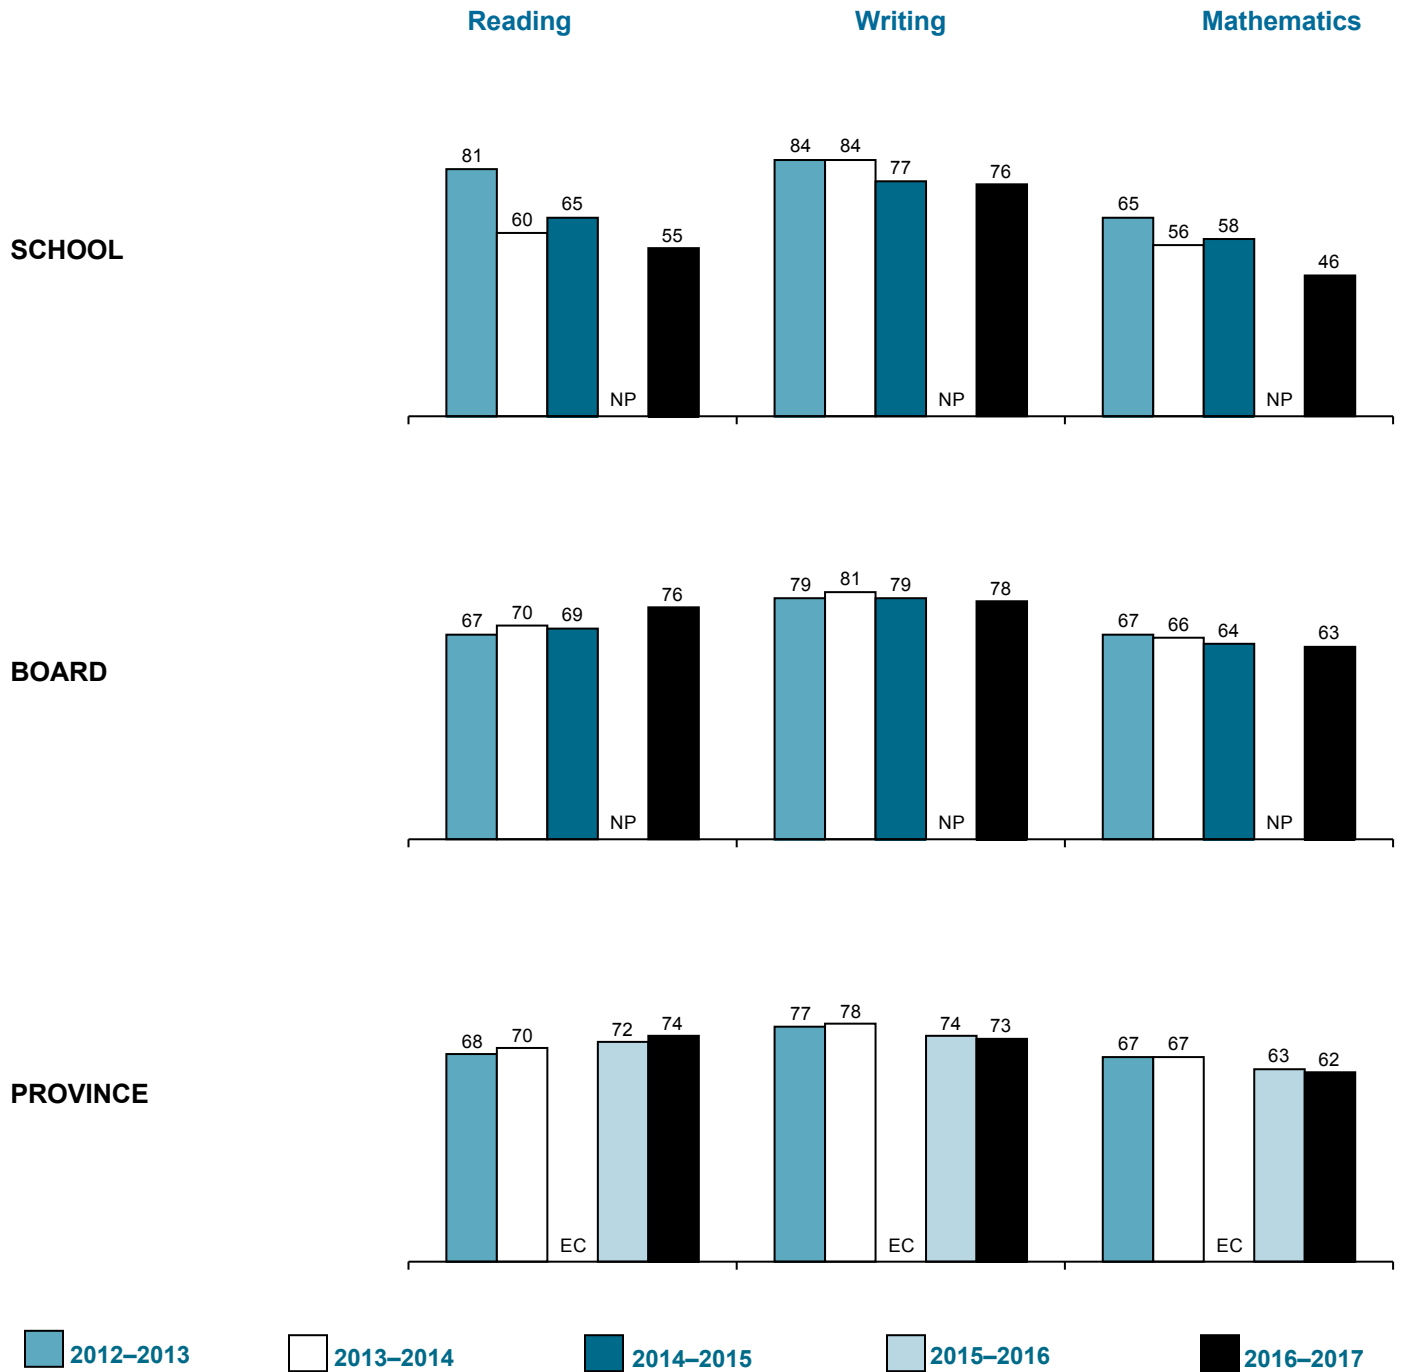 Reading Writing Mathematics
SCHOOL
81 60 65 NP 55 84 84 77 NP 76 65 56 58 NP 46
BOARD
67 70 69 NP 76 79 81 79 NP 78 67 66 64 NP 63
PROVINCE
68 70 EC 72 74 77 78 EC 74 73 67 67 EC 63 62
2012–2013 2013–2014 2014–2015 2015–2016 2016–2017